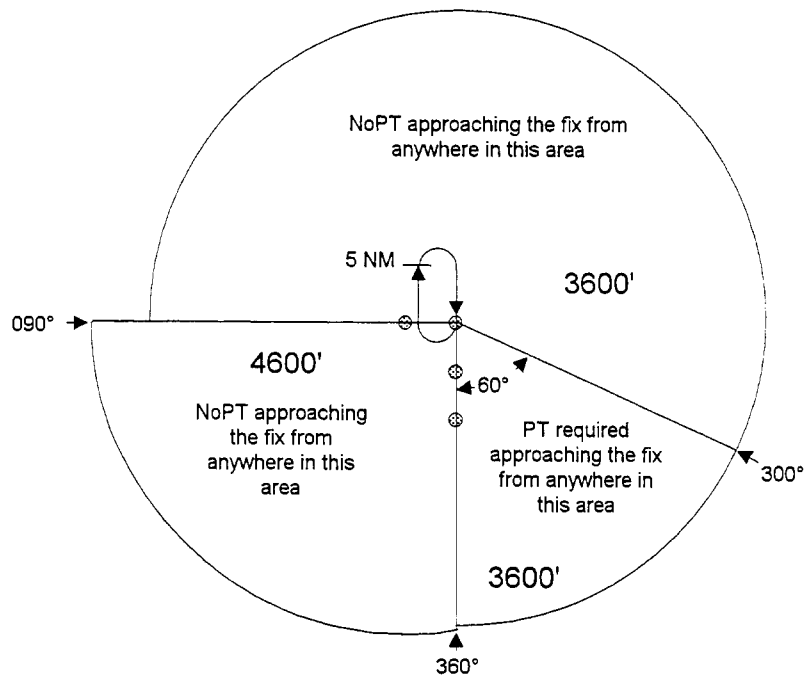 NoPT approaching the fix from
anywhere in this area
5 NM
3600'
090°
4600'
60°
NoPT approaching
the fix from
anywhere in this
area
PT required
approaching the fix
from anywhere in
this area
300°
3600'
360°